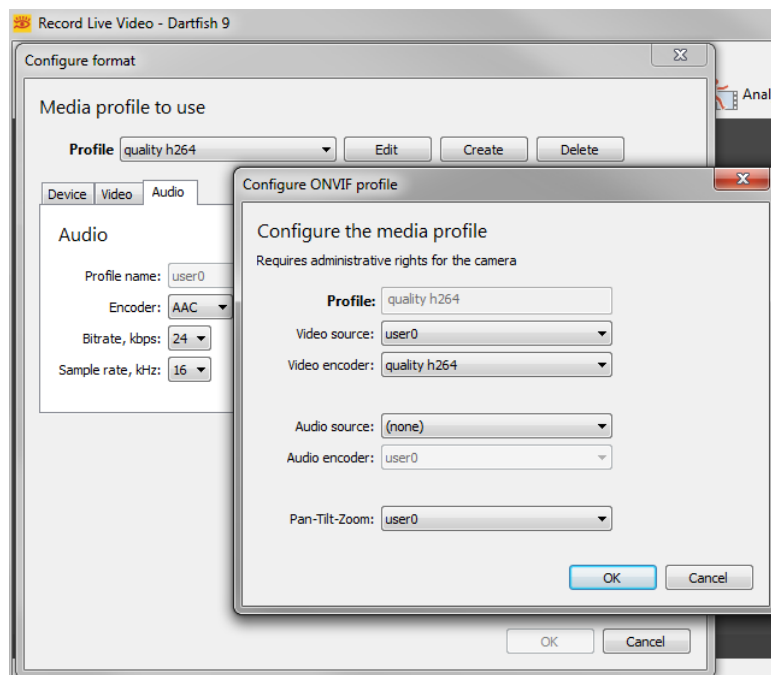 Record Live Video - Dartfish 9
Configure format
Anal
Media profile to use
Profile quality h264 Edit Create Delete
Device Video Audio
Audio
Profile name: user0
Encoder: AAC
Bitrate, kbps: 24
Sample rate, kHz: 16
Configure ONVIF profile
Configure the media profile
Requires administrative rights for the camera
Profile: quality h264
Video source: user0
Video encoder: quality h264
Audio source: (none)
Audio encoder: user0
Pan-Tilt-Zoom: user0
OK Cancel
OK Cancel